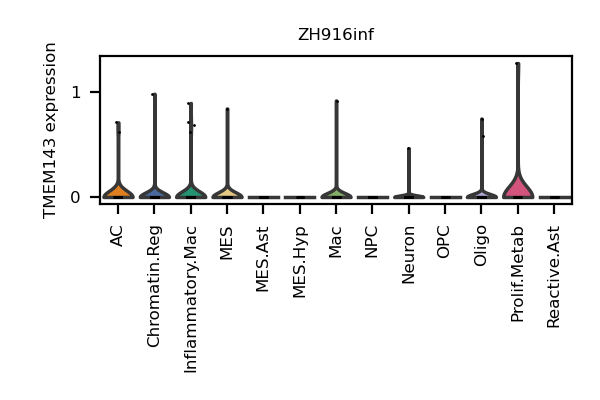 ZH916inf
TMEM143 expression
1
0
AC
Chromatin.Reg
Inflammatory.Mac
MES
MES.Ast
MES.Hyp
Mac
NPC
Neuron
OPC
Oligo
Prolif.Metab
Reactive.Ast